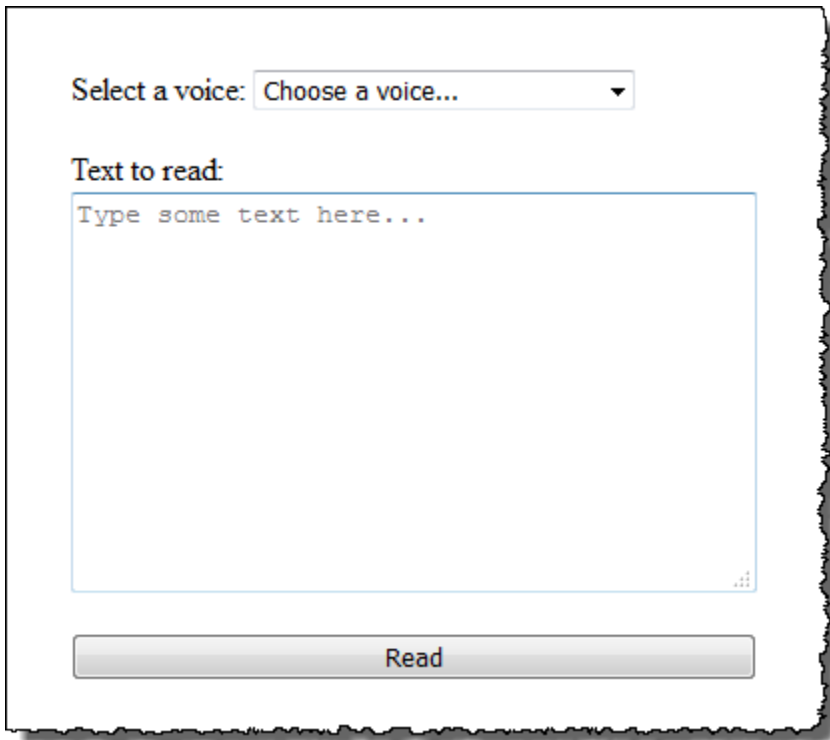 Select a voice: Choose a voice...
Text to read:
Type some text here...
Read